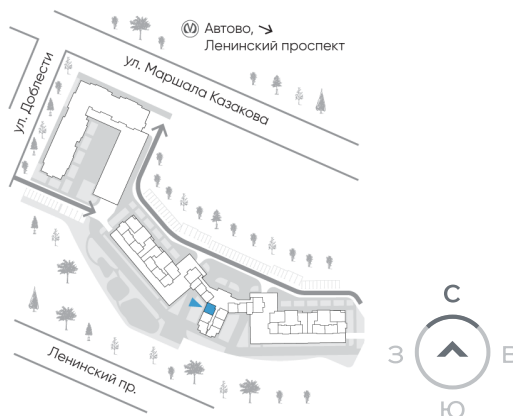 Автово, ↘
Ленинский проспект
ул. Маршала Казакова
ул. Доблести
Ленинский пр.
С
З
В
Ю